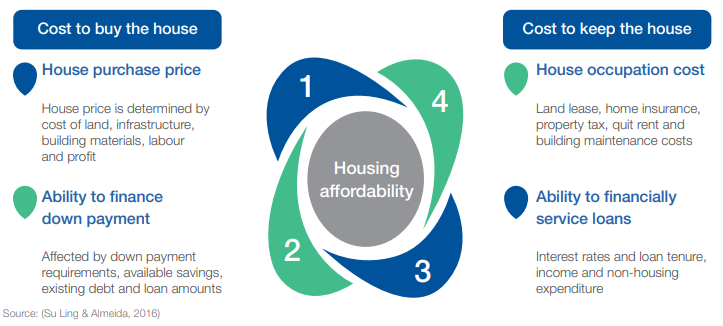 Cost to buy the house
House purchase price
House price is determined by
cost of land, infrastructure,
building materials, labour
and profit
Ability to finance
down payment
Affected by down payment
requirements, available savings,
existing debt and loan amounts
1
2
3
4
Housing
affordability
Cost to keep the house
House occupation cost
Land lease, home insurance,
property tax, quit rent and
building maintenance costs
Ability to financially
service loans
Interest rates and loan tenure,
income and non-housing
expenditure
Source: (Su Ling & Almeida, 2016)